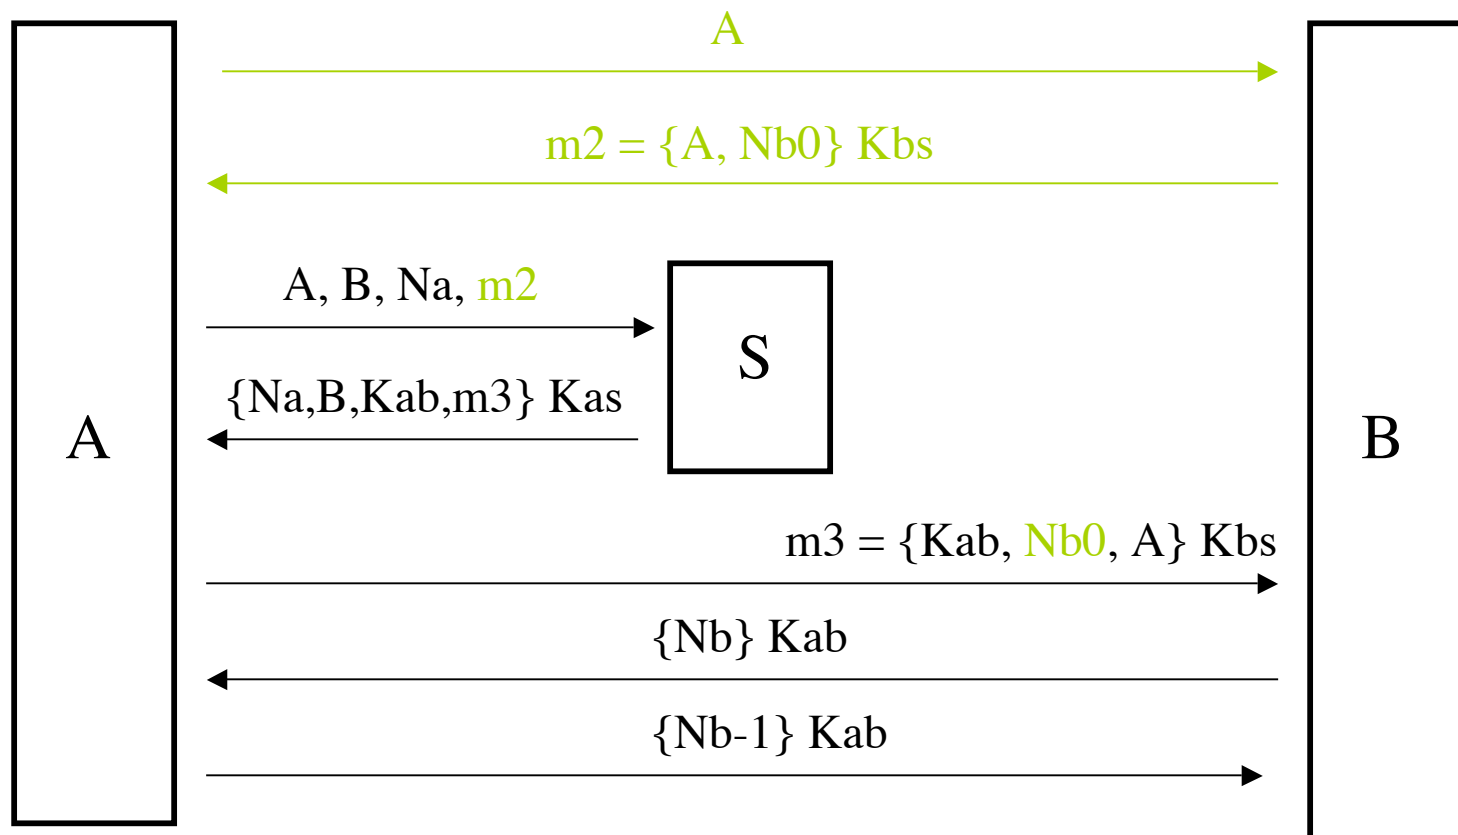 A
m2 = {A, Nb0} Kbs
A, B, Na, m2
S
{Na,B,Kab,m3} Kas
A
B
m3 = {Kab, Nb0, A} Kbs
{Nb} Kab
{Nb-1} Kab